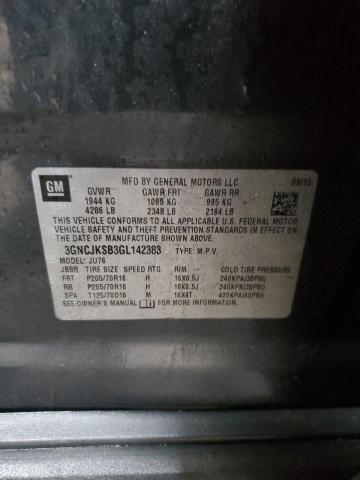 GM
MFD BY GENERAL MOTORS LLC 09/15
GVWR GAWR FRT GAWR RR
1944 KG 1065 KG 995 KG
4286 LB 2348 LB 2194 LB
THIS VEHICLE CONFORMS TO ALL APPLICABLE U.S. FEDERAL MOTOR
VEHICLE SAFETY AND THEFT PREVENTION STANDARDS IN
EFFECT ON THE DATE OF MANUFACTURE SHOWN ABOVE.
3GNCJKSB3GL142383 TYPE: M.P.V.
MODEL: JU76
JBBR TIRE SIZE SPEED RTG RIM COLD TIRE PRESSURE
FRT P205/70R16 H 16X6.5J 240KPA(35PSI)
RR P205/70R16 H 16X6.5J 240KPA(35PSI)
SPA T125/70D16 M 16X4T 420KPA(60PSI)
SEE OWNER MANUAL FOR MORE INFORMATION.